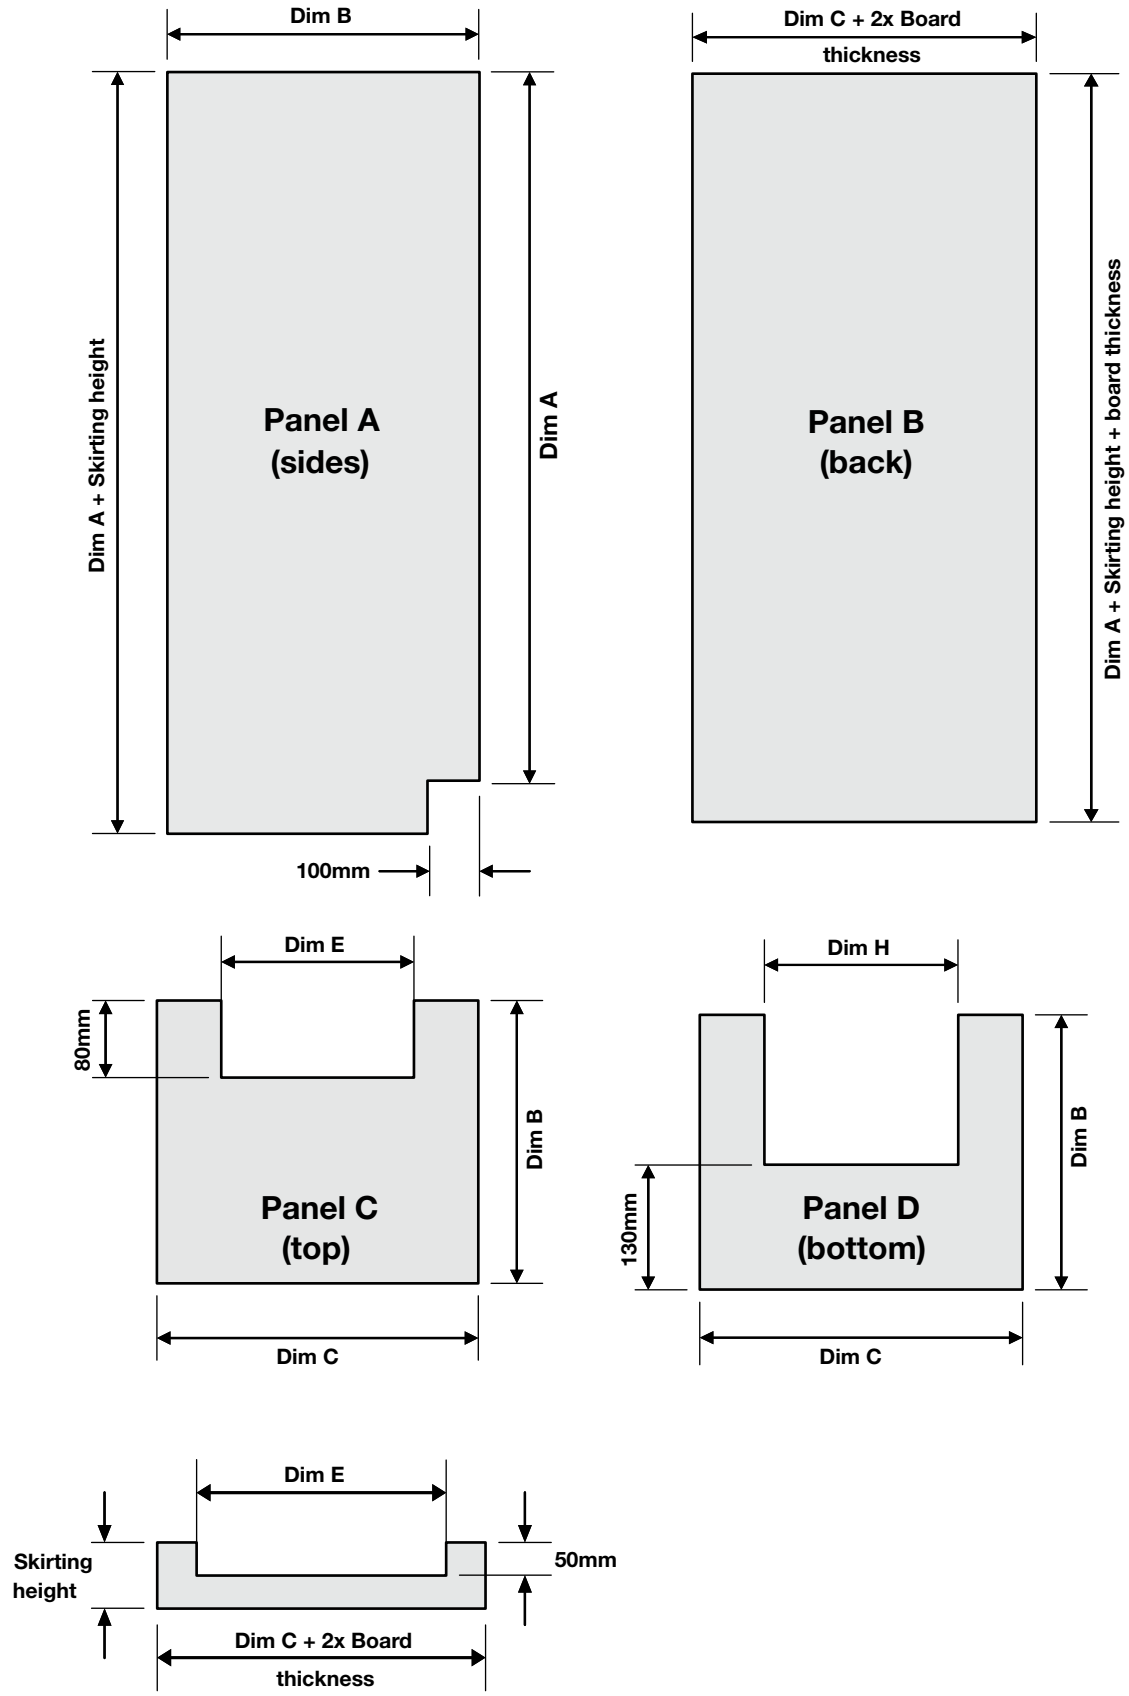 Dim B
Dim C + 2x Board
thickness
Dim A + Skirting height
Panel A
(sides)
Dim A
Panel B
(back)
Dim A + Skirting height + board thickness
100mm
Dim E
80mm
Dim B
Panel C
(top)
Dim C
Dim H
Dim B
130mm
Panel D
(bottom)
Dim C
Dim E
Skirting
height
50mm
Dim C + 2x Board
thickness